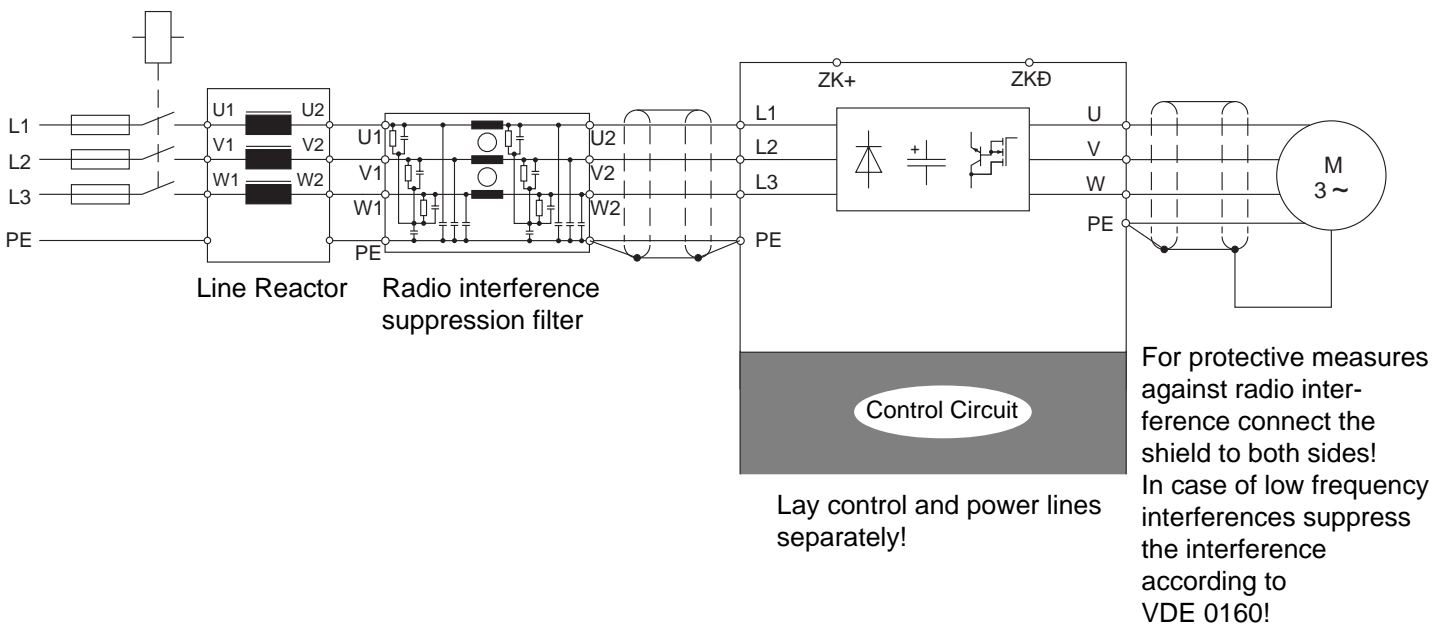 ZK+
ZKÐ
L1
L2
L3
PE
U1
U2
V1
V2
W1
W2
U1
U2
V1
V2
W1
W2
PE
L1
L2
L3
PE
+
U
V
W
PE
M
3 ~
Line Reactor
Radio interference
suppression filter
Control Circuit
Lay control and power lines
separately!
For protective measures
against radio inter-
ference connect the
shield to both sides!
In case of low frequency
interferences suppress
the interference
according to
VDE 0160!